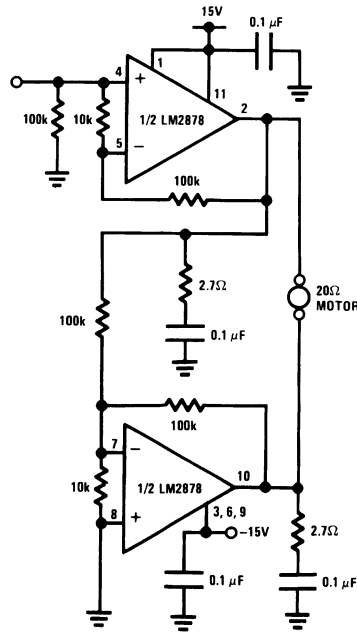 15V
0.1 μF
4
+
1
100k
10k
1/2 LM2878
11
2
5
−
100k
2.7Ω
0.1 μF
20Ω
MOTOR
100k
100k
7
−
10k
1/2 LM2878
10
8
+
3, 6, 9
−15V
2.7Ω
0.1 μF
0.1 μF